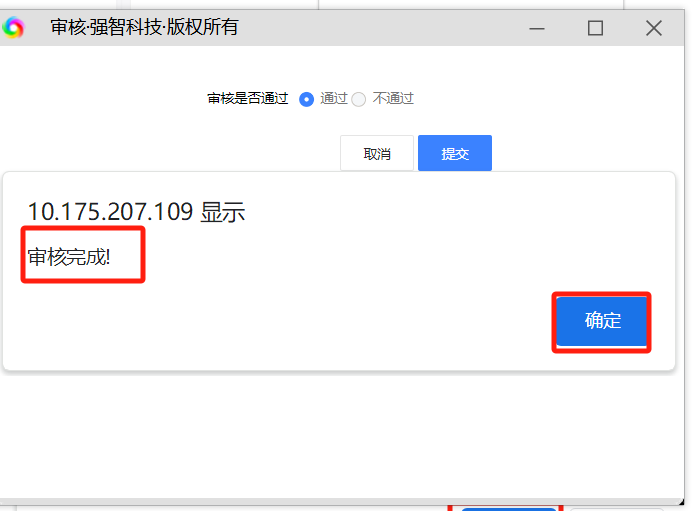 审核·强智科技·版权所有
审核是否通过 通过 不通过
取消 提交
10.175.207.109 显示
审核完成!
确定